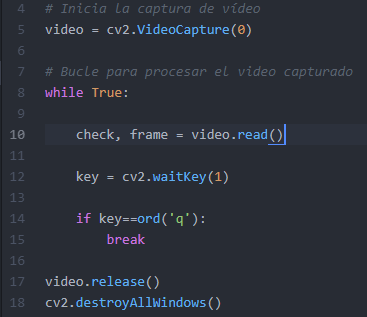 4 # Inicia la captura de vídeo
5 video = cv2.VideoCapture(0)
6
7 # Bucle para procesar el video capturado
8 while True:
9
10     check, frame = video.read()
11
12     key = cv2.waitKey(1)
13
14     if key==ord('q'):
15         break
16
17 video.release()
18 cv2.destroyAllWindows()